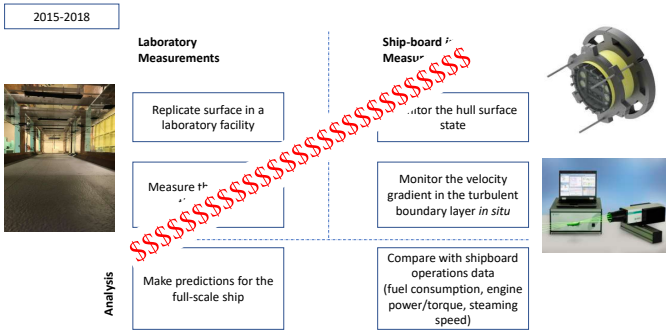 2015-2018
Laboratory
Measurements
Ship-board
Replicate surface in a
laboratory facility
the hull surface
state
Measure
Monitor the velocity
gradient in the turbulent
boundary layer in situ
$$$$$$$$$$$$$$$$$$$$$$$$$$$
Analysis
Make predictions for the
full-scale ship
Compare with shipboard
operations data
(fuel consumption, engine
power/torque, steaming
speed)